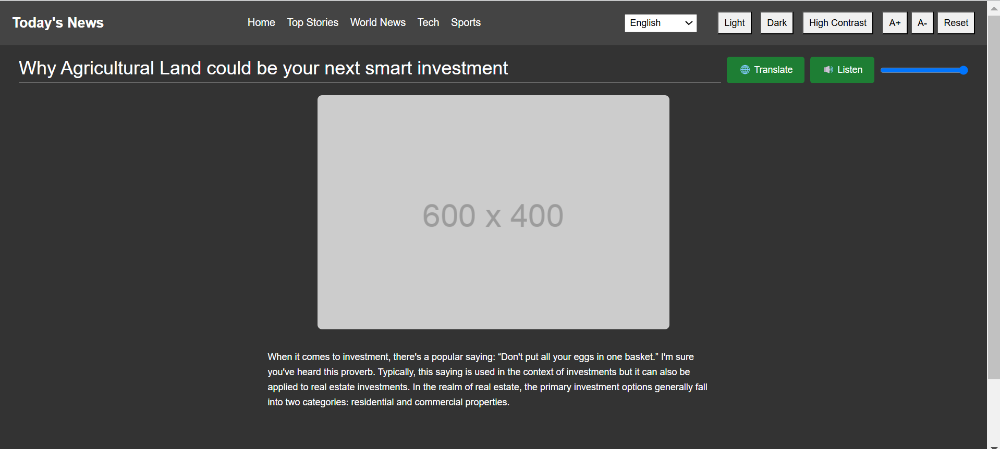 Today's News
Home Top Stories World News Tech Sports
English
Light Dark High Contrast A+ A- Reset
Why Agricultural Land could be your next smart investment
Translate
Listen
600 x 400
When it comes to investment, there's a popular saying: “Don't put all your eggs in one basket.” I'm sure
you've heard this proverb. Typically, this saying is used in the context of investments but it can also be
applied to real estate investments. In the realm of real estate, the primary investment options generally fall
into two categories: residential and commercial properties.